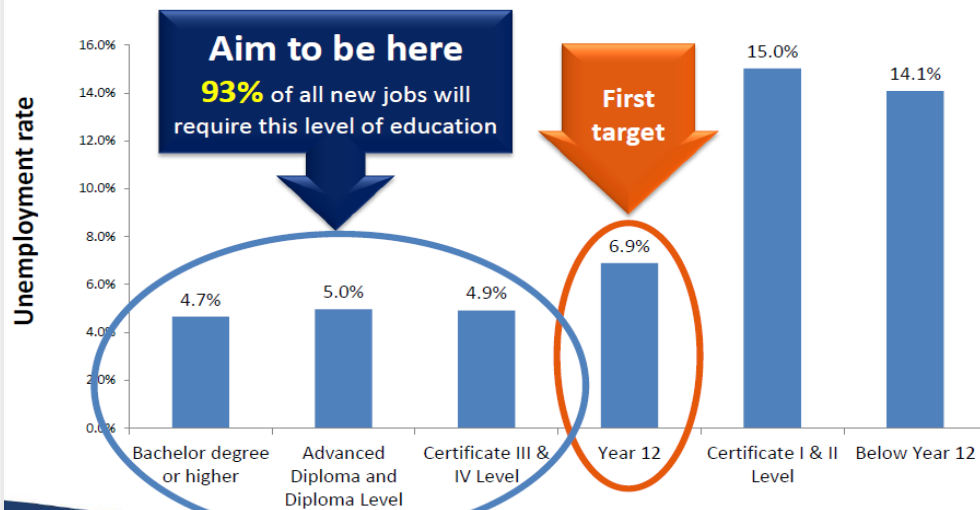 Aim to be here
93% of all new jobs will
require this level of education
First
target
Unemployment rate
16.0%
14.0%
12.0%
10.0%
8.0%
6.0%
4.0%
2.0%
0.0%
4.7%
5.0%
4.9%
6.9%
15.0%
14.1%
Bachelor degree
or higher
Advanced
Diploma and
Diploma Level
Certificate III &
IV Level
Year 12
Certificate I & II
Level
Below Year 12